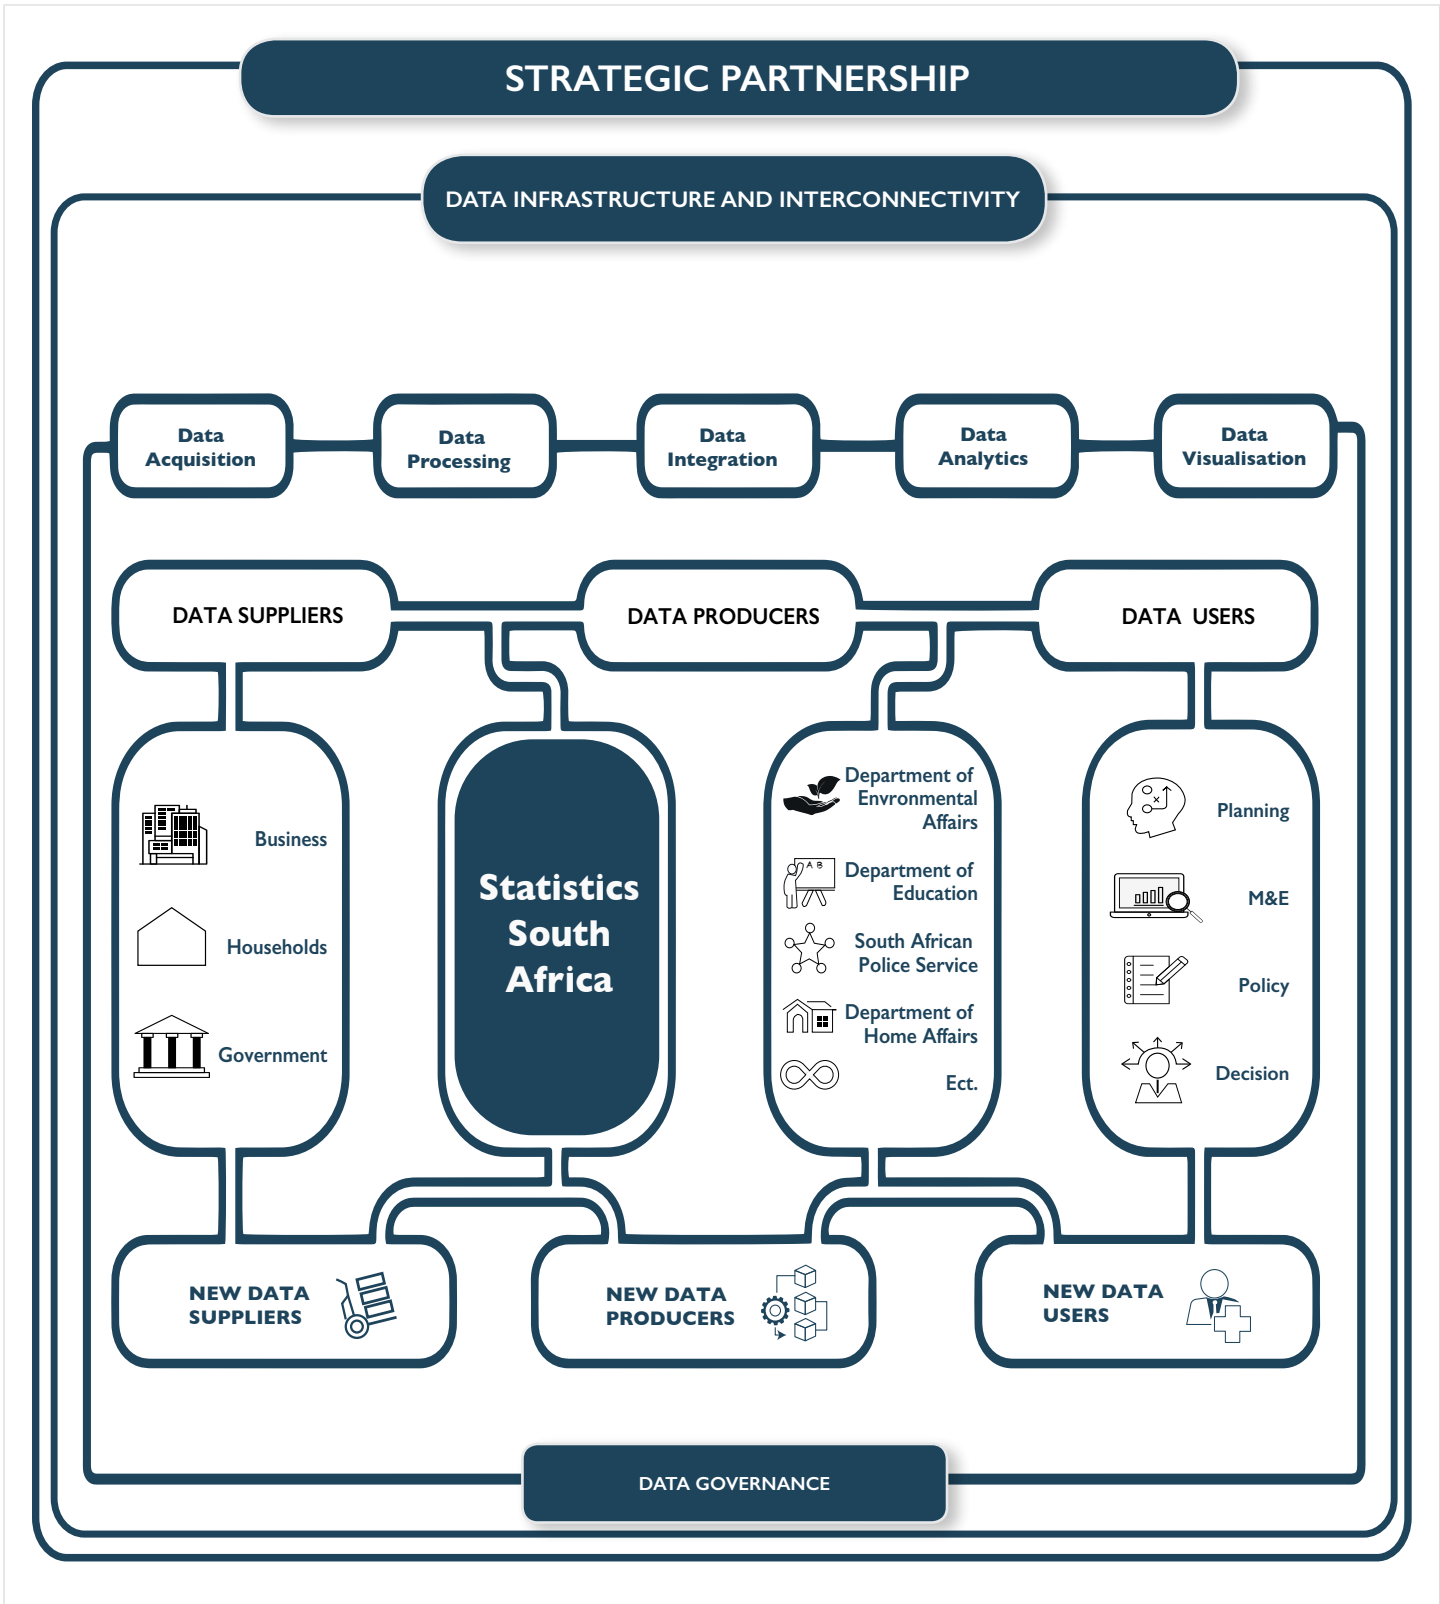 STRATEGIC PARTNERSHIP
DATA INFRASTRUCTURE AND INTERCONNECTIVITY
Data
Acquisition
Data
Processing
Data
Integration
Data
Analytics
Data
Visualisation
DATA SUPPLIERS
DATA PRODUCERS
DATA USERS
Business
Households
Government
Statistics
South
Africa
Department of
Envronmental
Affairs
A B
Department of
Education
South African
Police Service
Department of
Home Affairs
Ect.
Planning
M&E
Policy
Decision
NEW DATA
SUPPLIERS
NEW DATA
PRODUCERS
NEW DATA
USERS
DATA GOVERNANCE